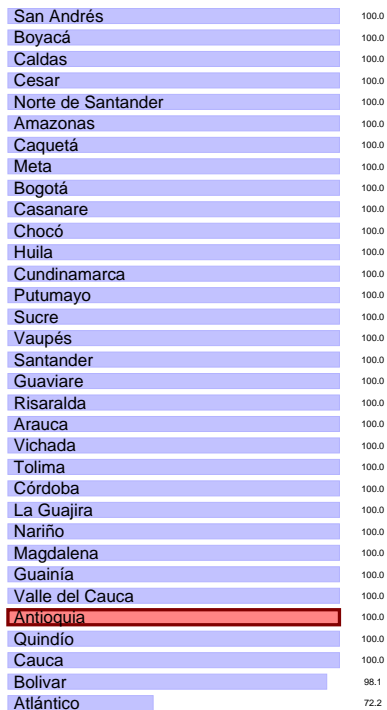 San Andrés 100.0
Boyacá 100.0
Caldas 100.0
Cesar 100.0
Norte de Santander 100.0
Amazonas 100.0
Caquetá 100.0
Meta 100.0
Bogotá 100.0
Casanare 100.0
Chocó 100.0
Huila 100.0
Cundinamarca 100.0
Putumayo 100.0
Sucre 100.0
Vaupés 100.0
Santander 100.0
Guaviare 100.0
Risaralda 100.0
Arauca 100.0
Vichada 100.0
Tolima 100.0
Córdoba 100.0
La Guajira 100.0
Nariño 100.0
Magdalena 100.0
Guainía 100.0
Valle del Cauca 100.0
Antioquia 100.0
Quindío 100.0
Cauca 100.0
Bolivar 98.1
Atlántico 72.2